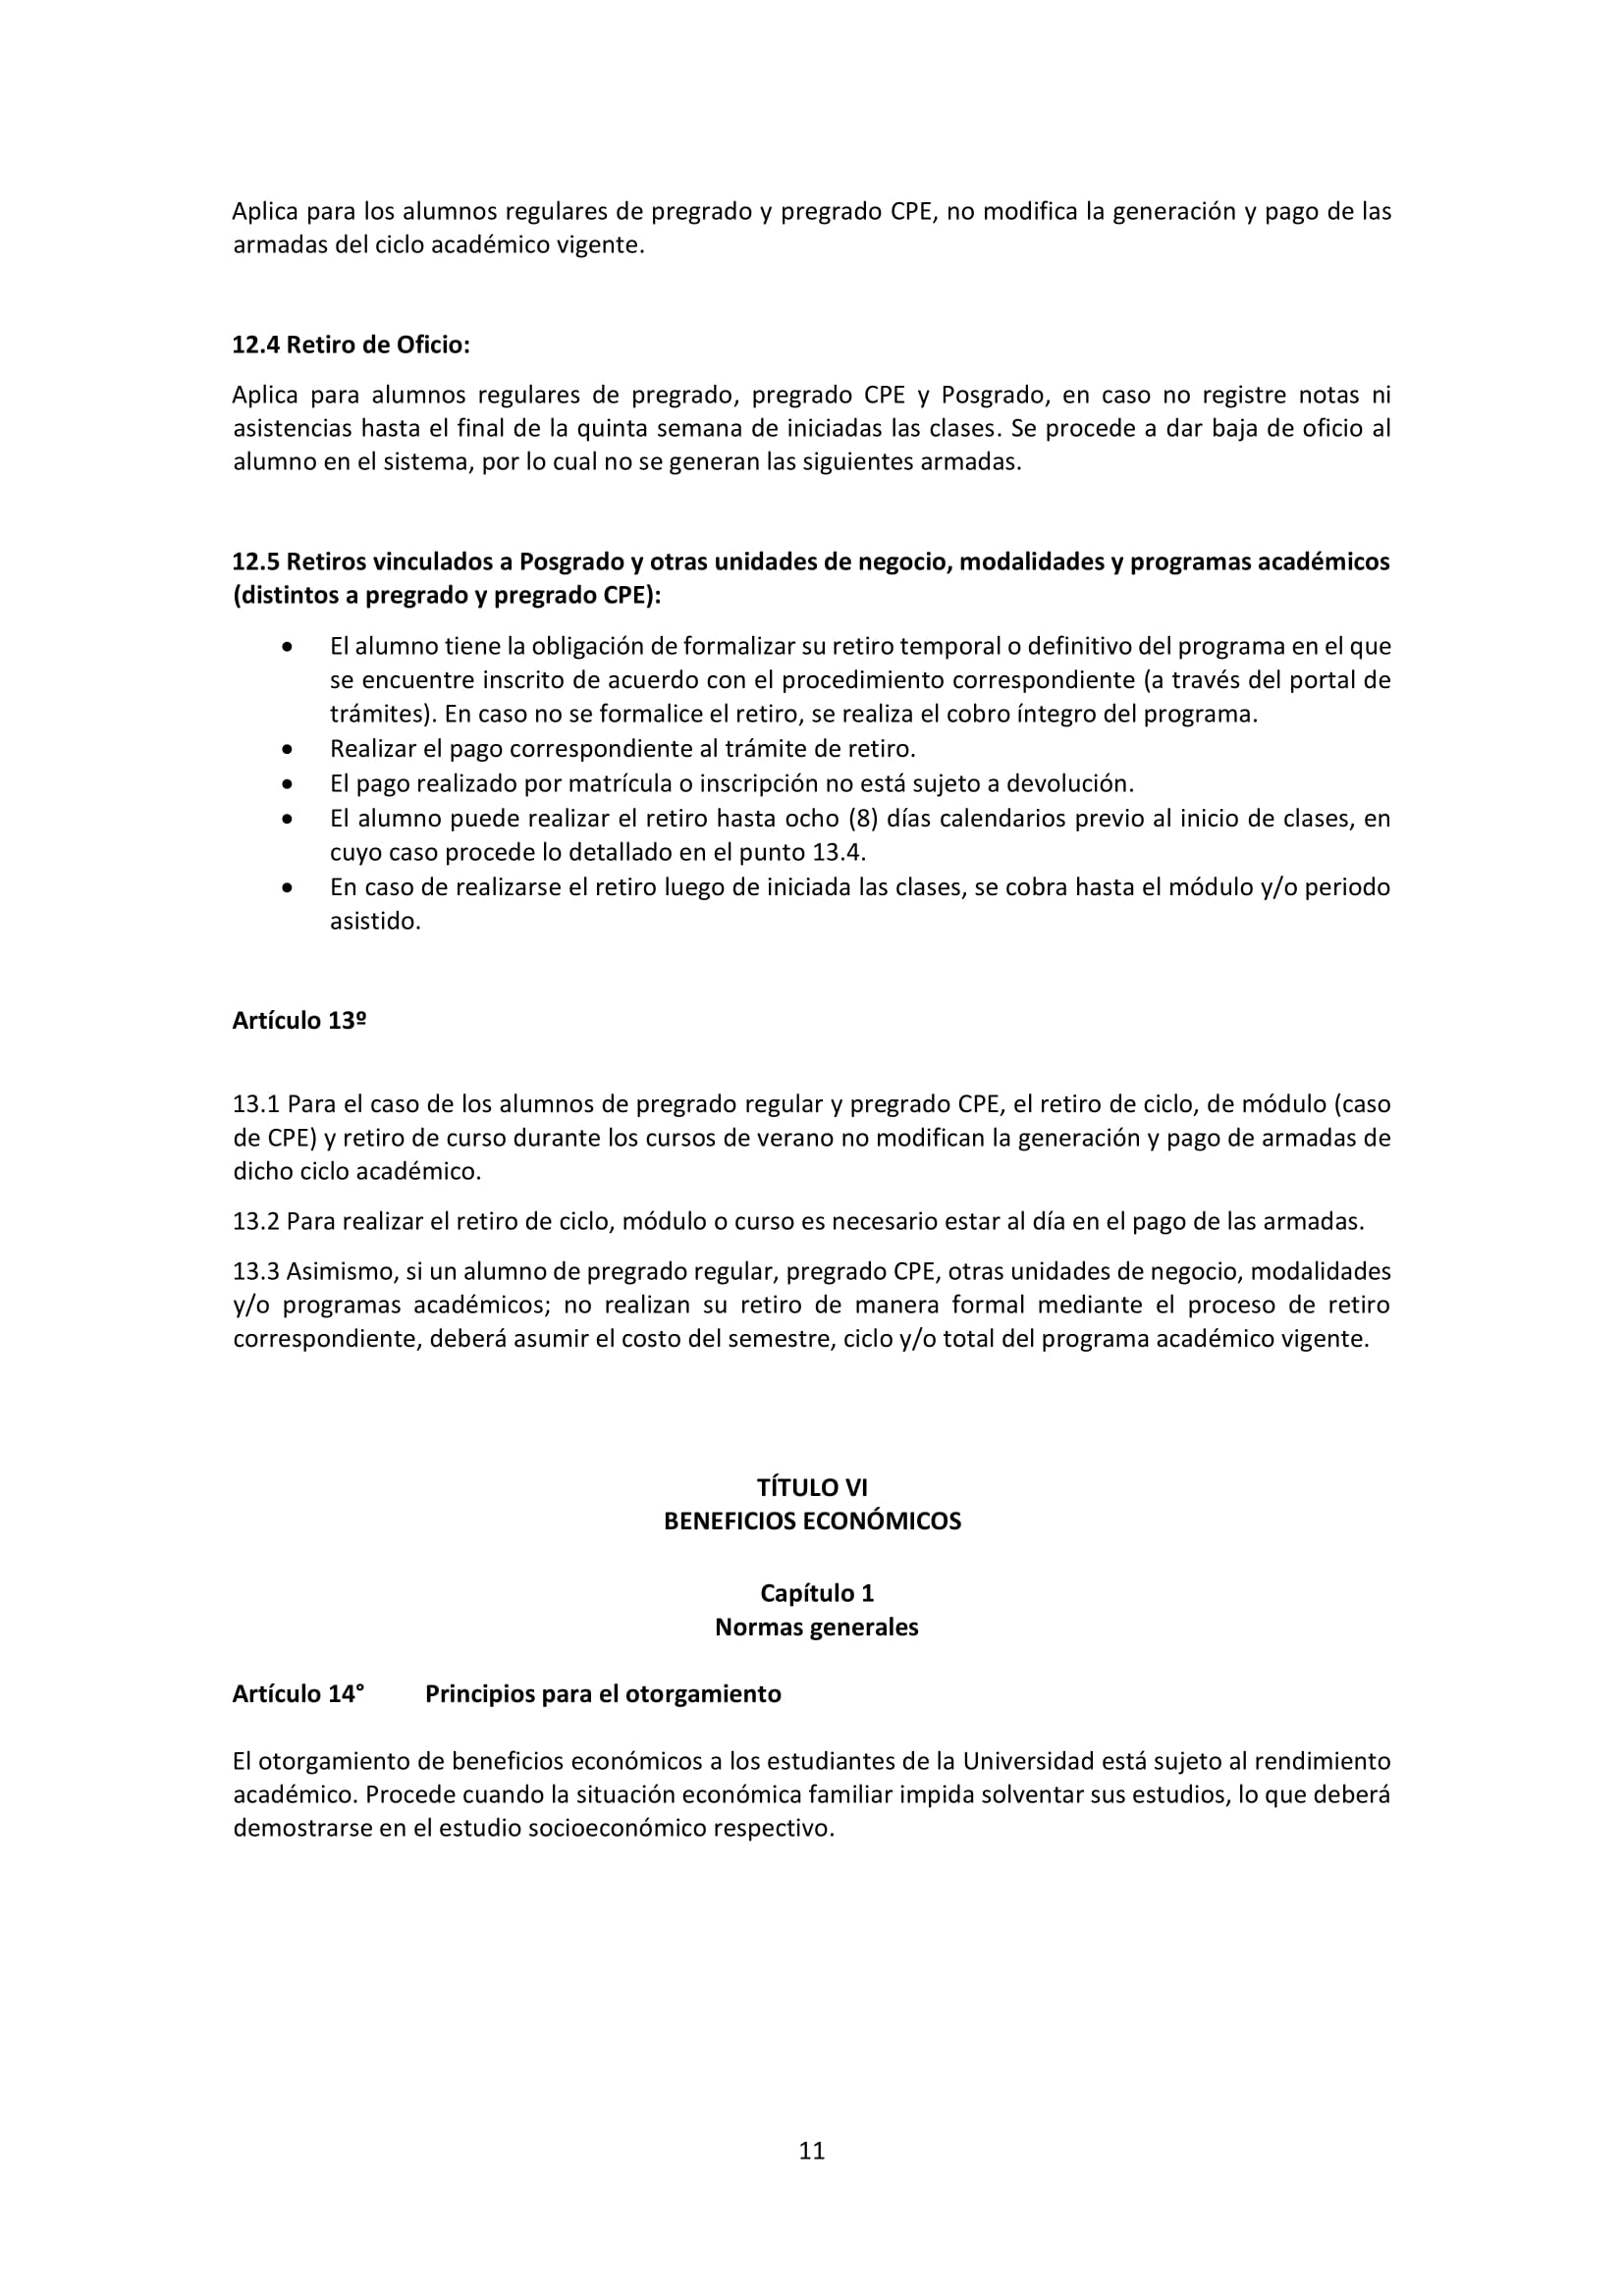 Aplica para los alumnos regulares de pregrado y pregrado CPE, no modifica la generación y pago de las
armadas del ciclo académico vigente.
12.4 Retiro de Oficio:
Aplica para alumnos regulares de pregrado, pregrado CPE y Posgrado, en caso no registre notas ni
asistencias hasta el final de la quinta semana de iniciadas las clases. Se procede a dar baja de oficio al
alumno en el sistema, por lo cual no se generan las siguientes armadas.
12.5 Retiros vinculados a Posgrado y otras unidades de negocio, modalidades y programas académicos
(distintos a pregrado y pregrado CPE):
• El alumno tiene la obligación de formalizar su retiro temporal o definitivo del programa en el que
se encuentre inscrito de acuerdo con el procedimiento correspondiente (a través del portal de
trámites). En caso no se formalice el retiro, se realiza el cobro íntegro del programa.
• Realizar el pago correspondiente al trámite de retiro.
• El pago realizado por matrícula o inscripción no está sujeto a devolución.
• El alumno puede realizar el retiro hasta ocho (8) días calendarios previo al inicio de clases, en
cuyo caso procede lo detallado en el punto 13.4.
• En caso de realizarse el retiro luego de iniciada las clases, se cobra hasta el módulo y/o periodo
asistido.
Artículo 13º
13.1 Para el caso de los alumnos de pregrado regular y pregrado CPE, el retiro de ciclo, de módulo (caso
de CPE) y retiro de curso durante los cursos de verano no modifican la generación y pago de armadas de
dicho ciclo académico.
13.2 Para realizar el retiro de ciclo, módulo o curso es necesario estar al día en el pago de las armadas.
13.3 Asimismo, si un alumno de pregrado regular, pregrado CPE, otras unidades de negocio, modalidades
y/o programas académicos; no realizan su retiro de manera formal mediante el proceso de retiro
correspondiente, deberá asumir el costo del semestre, ciclo y/o total del programa académico vigente.
TÍTULO VI
BENEFICIOS ECONÓMICOS
Capítulo 1
Normas generales
Artículo 14° Principios para el otorgamiento
El otorgamiento de beneficios económicos a los estudiantes de la Universidad está sujeto al rendimiento
académico. Procede cuando la situación económica familiar impida solventar sus estudios, lo que deberá
demostrarse en el estudio socioeconómico respectivo.
11